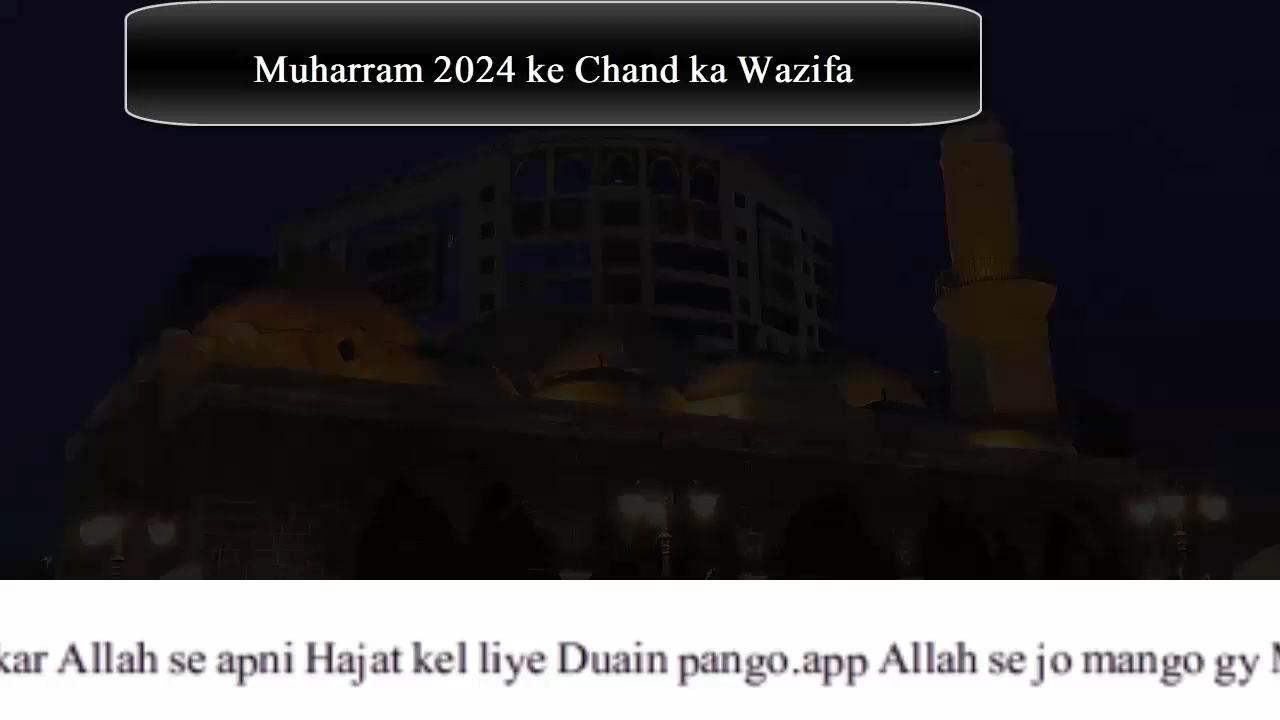 Muharram 2024 ke Chand ka Wazifa
kar Allah se apni Hajat kel liye Duain pango.app Allah se jo mango gy